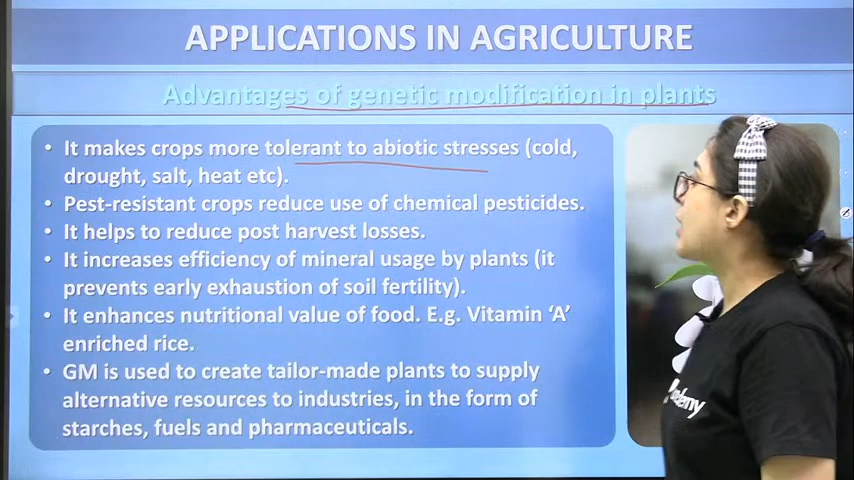 APPLICATIONS IN AGRICULTURE
Advantages of genetic modification in plants
• It makes crops more tolerant to abiotic stresses (cold,
drought, salt, heat etc).
• Pest-resistant crops reduce use of chemical pesticides.
• It helps to reduce post harvest losses.
• It increases efficiency of mineral usage by plants (it
prevents early exhaustion of soil fertility).
• It enhances nutritional value of food. E.g. Vitamin ‘A’
enriched rice.
• GM is used to create tailor-made plants to supply
alternative resources to industries, in the form of
starches, fuels and pharmaceuticals.